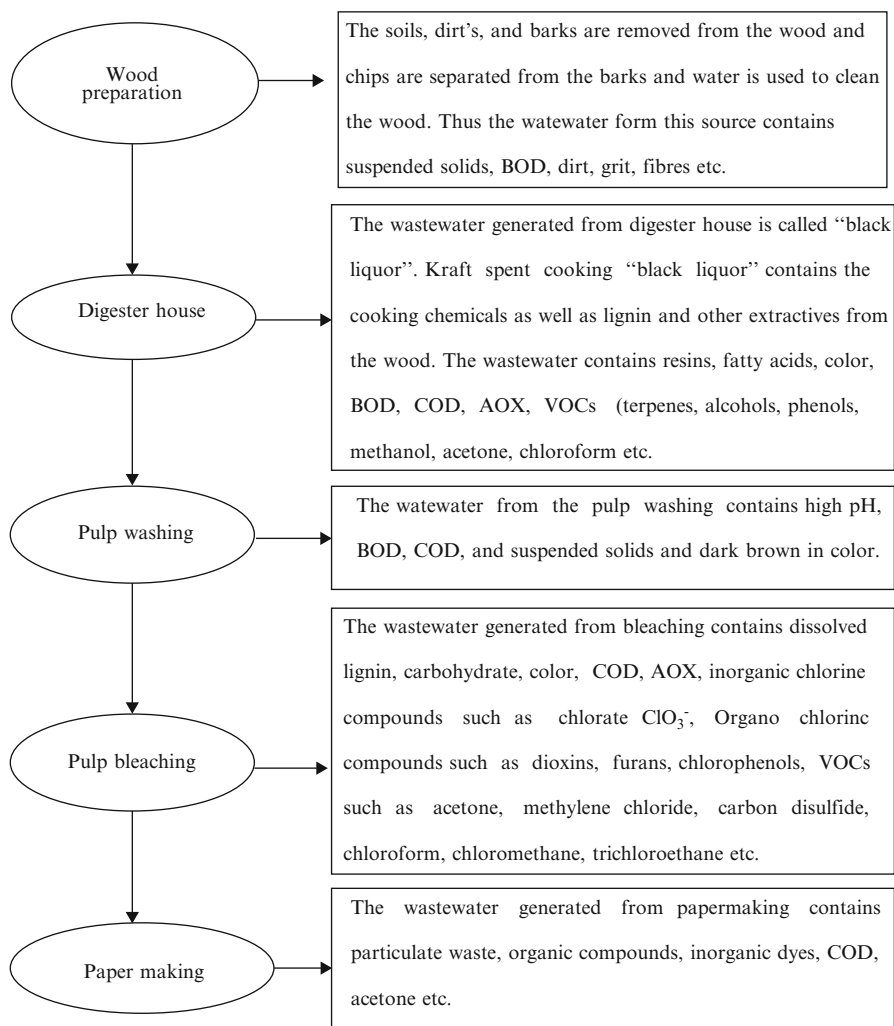 Wood
preparation
The soils, dirt's, and barks are removed from the wood and
chips are separated from the barks and water is used to clean
the wood. Thus the watewater form this source contains
suspended solids, BOD, dirt, grit, fibres etc.
Digester house
The wastewater generated from digester house is called “black
liquor”. Kraft spent cooking “black liquor” contains the
cooking chemicals as well as lignin and other extractives from
the wood. The wastewater contains resins, fatty acids, color,
BOD, COD, AOX, VOCs (terpenes, alcohols, phenols,
methanol, acetone, chloroform etc.
Pulp washing
The watewater from the pulp washing contains high pH,
BOD, COD, and suspended solids and dark brown in color.
Pulp bleaching
The wastewater generated from bleaching contains dissolved
lignin, carbohydrate, color, COD, AOX, inorganic chlorine
compounds such as chlorate ClO₃⁻, Organo chlorinc
compounds such as dioxins, furans, chlorophenols, VOCs
such as acetone, methylene chloride, carbon disulfide,
chloroform, chloromethane, trichloroethane etc.
Paper making
The wastewater generated from papermaking contains
particulate waste, organic compounds, inorganic dyes, COD,
acetone etc.